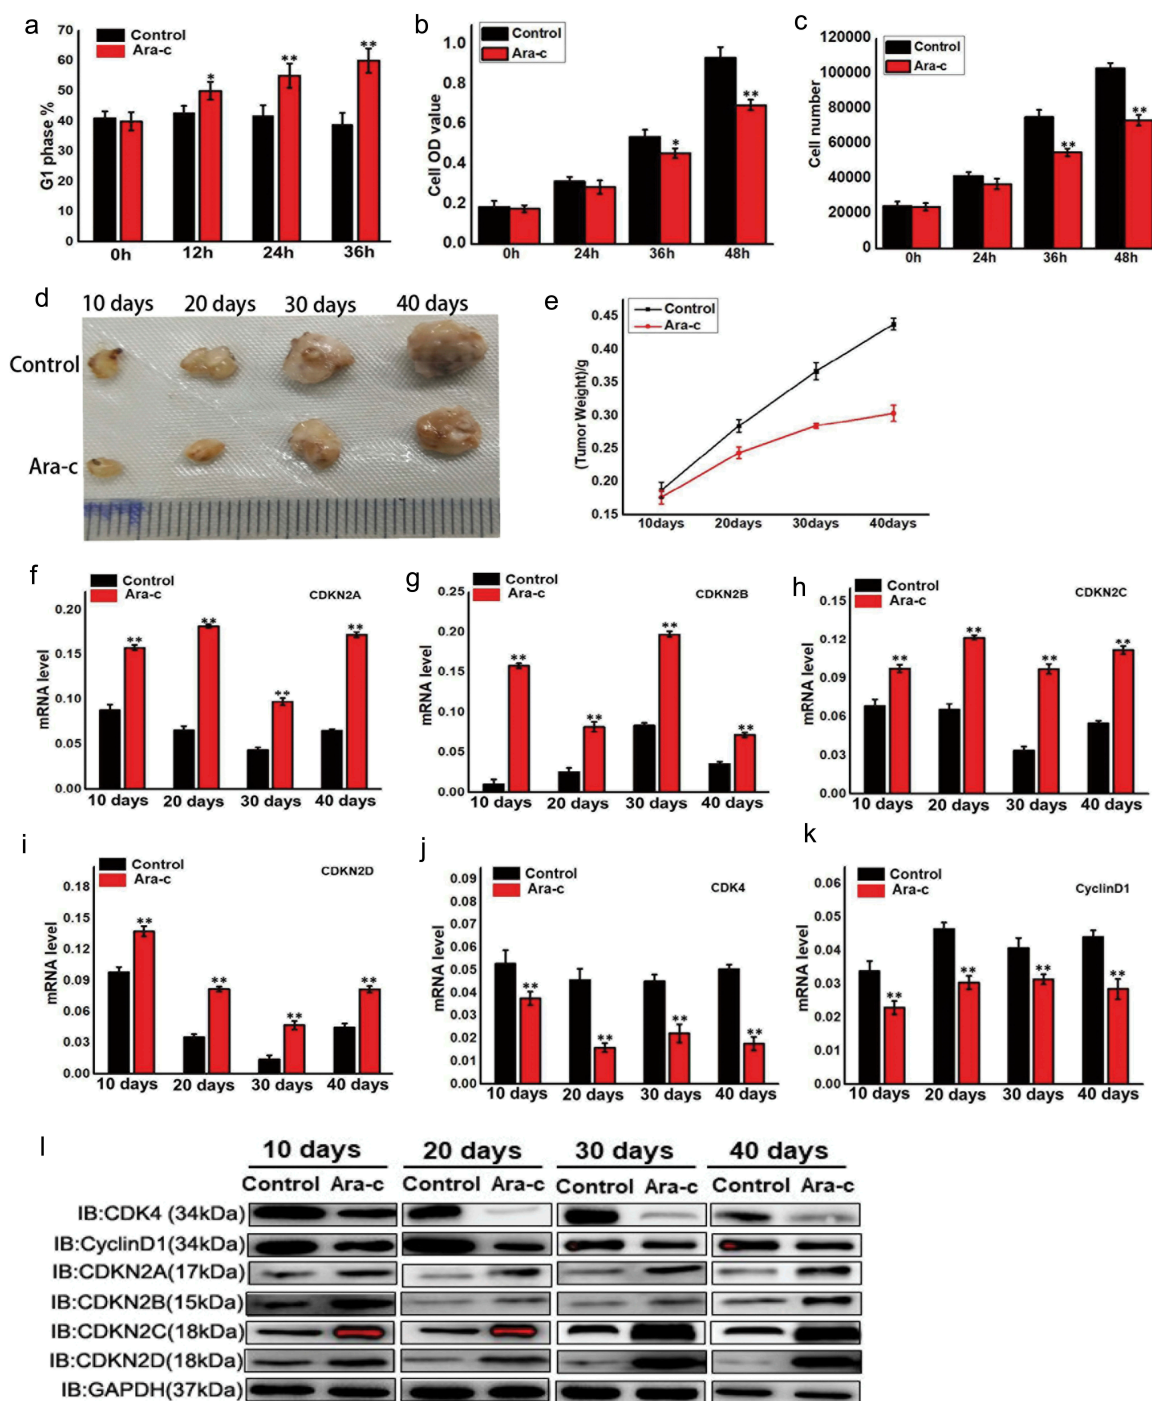 a
Control
Ara-c
G1 phase %
70
60
50
40
30
20
10
0
*
**
**
0h 12h 24h 36h
b
Control
Ara-c
Cell OD value
1.0
0.8
0.6
0.4
0.2
0.0
*
**
0h 24h 36h 48h
c
Control
Ara-c
Cell number
120000
100000
80000
60000
40000
20000
0
**
**
0h 24h 36h 48h
d
10 days 20 days 30 days 40 days
Control
Ara-c
e
Control
Ara-c
(Tumor Weight)/g
0.45
0.40
0.35
0.30
0.25
0.20
0.15
10days 20days 30days 40days
f
Control
Ara-c
CDKN2A
mRNA level
0.20
0.15
0.10
0.05
0.00
** ** ** **
10 days 20 days 30 days 40 days
g
Control
Ara-c
CDKN2B
mRNA level
0.25
0.20
0.15
0.10
0.05
0.00
** ** ** **
10 days 20 days 30 days 40 days
h
Control
Ara-c
CDKN2C
mRNA level
0.15
0.12
0.09
0.06
0.03
0.00
** ** ** **
10 days 20 days 30 days 40 days
i
Control
Ara-c
CDKN2D
mRNA level
0.18
0.15
0.12
0.09
0.06
0.03
0.00
** ** ** **
10 days 20 days 30 days 40 days
j
Control
Ara-c
CDK4
mRNA level
0.09
0.08
0.07
0.06
0.05
0.04
0.03
0.02
0.01
0.00
** ** ** **
10 days 20 days 30 days 40 days
k
Control
Ara-c
CyclinD1
mRNA level
0.06
0.05
0.04
0.03
0.02
0.01
0.00
** ** ** **
10 days 20 days 30 days 40 days
l
10 days 20 days 30 days 40 days
Control Ara-c Control Ara-c Control Ara-c Control Ara-c
IB:CDK4 (34kDa)
IB:CyclinD1(34kDa)
IB:CDKN2A(17kDa)
IB:CDKN2B(15kDa)
IB:CDKN2C(18kDa)
IB:CDKN2D(18kDa)
IB:GAPDH(37kDa)